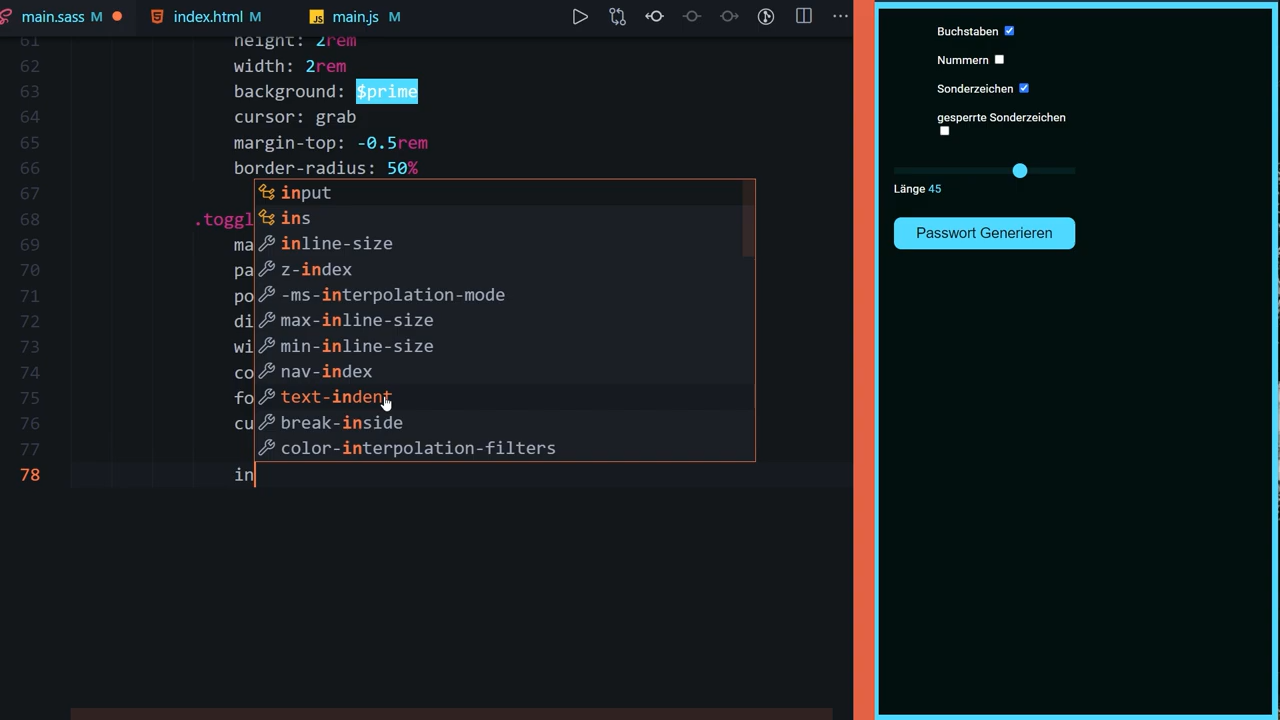 main.sass M
index.html M
JS main.js M
61 height: 2rem
62 width: 2rem
63 background: $prime
64 cursor: grab
65 margin-top: -0.5rem
66 border-radius: 50%
67 input
68 .toggl ins
69 ma inline-size
70 pa z-index
71 po -ms-interpolation-mode
72 di max-inline-size
73 wi min-inline-size
74 co nav-index
75 fo text-indent
76 cu break-inside
77 color-interpolation-filters
78 in
Buchstaben
Nummern
Sonderzeichen
gesperrte Sonderzeichen
Länge 45
Passwort Generieren